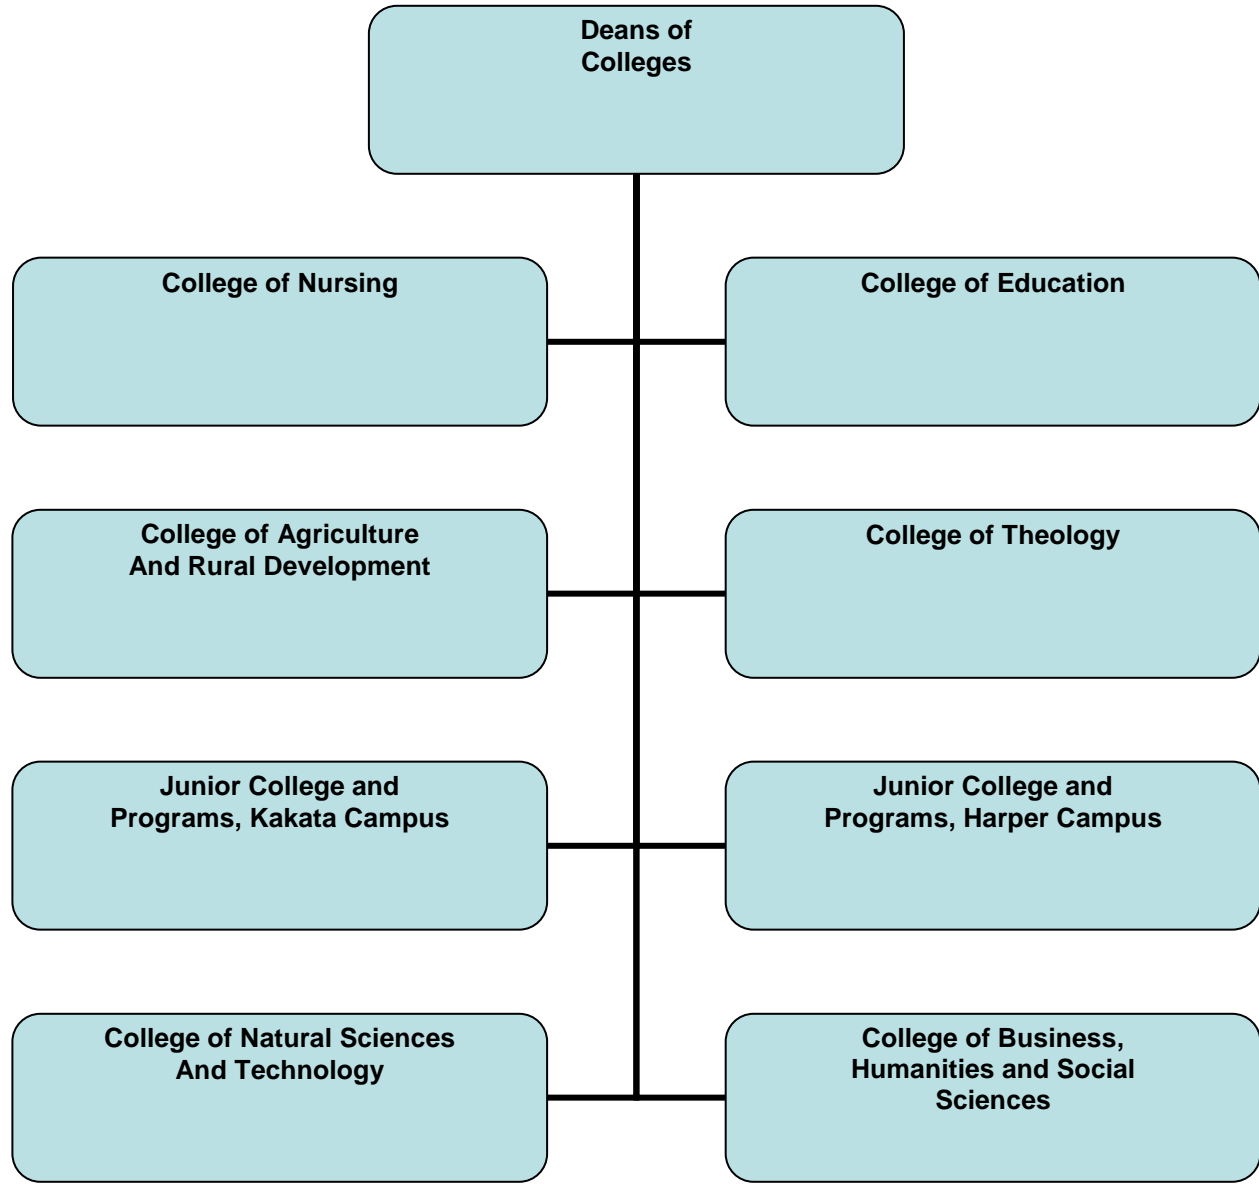 Deans of
Colleges
College of Nursing
College of Education
College of Agriculture
And Rural Development
College of Theology
Junior College and
Programs, Kakata Campus
Junior College and
Programs, Harper Campus
College of Natural Sciences
And Technology
College of Business,
Humanities and Social
Sciences